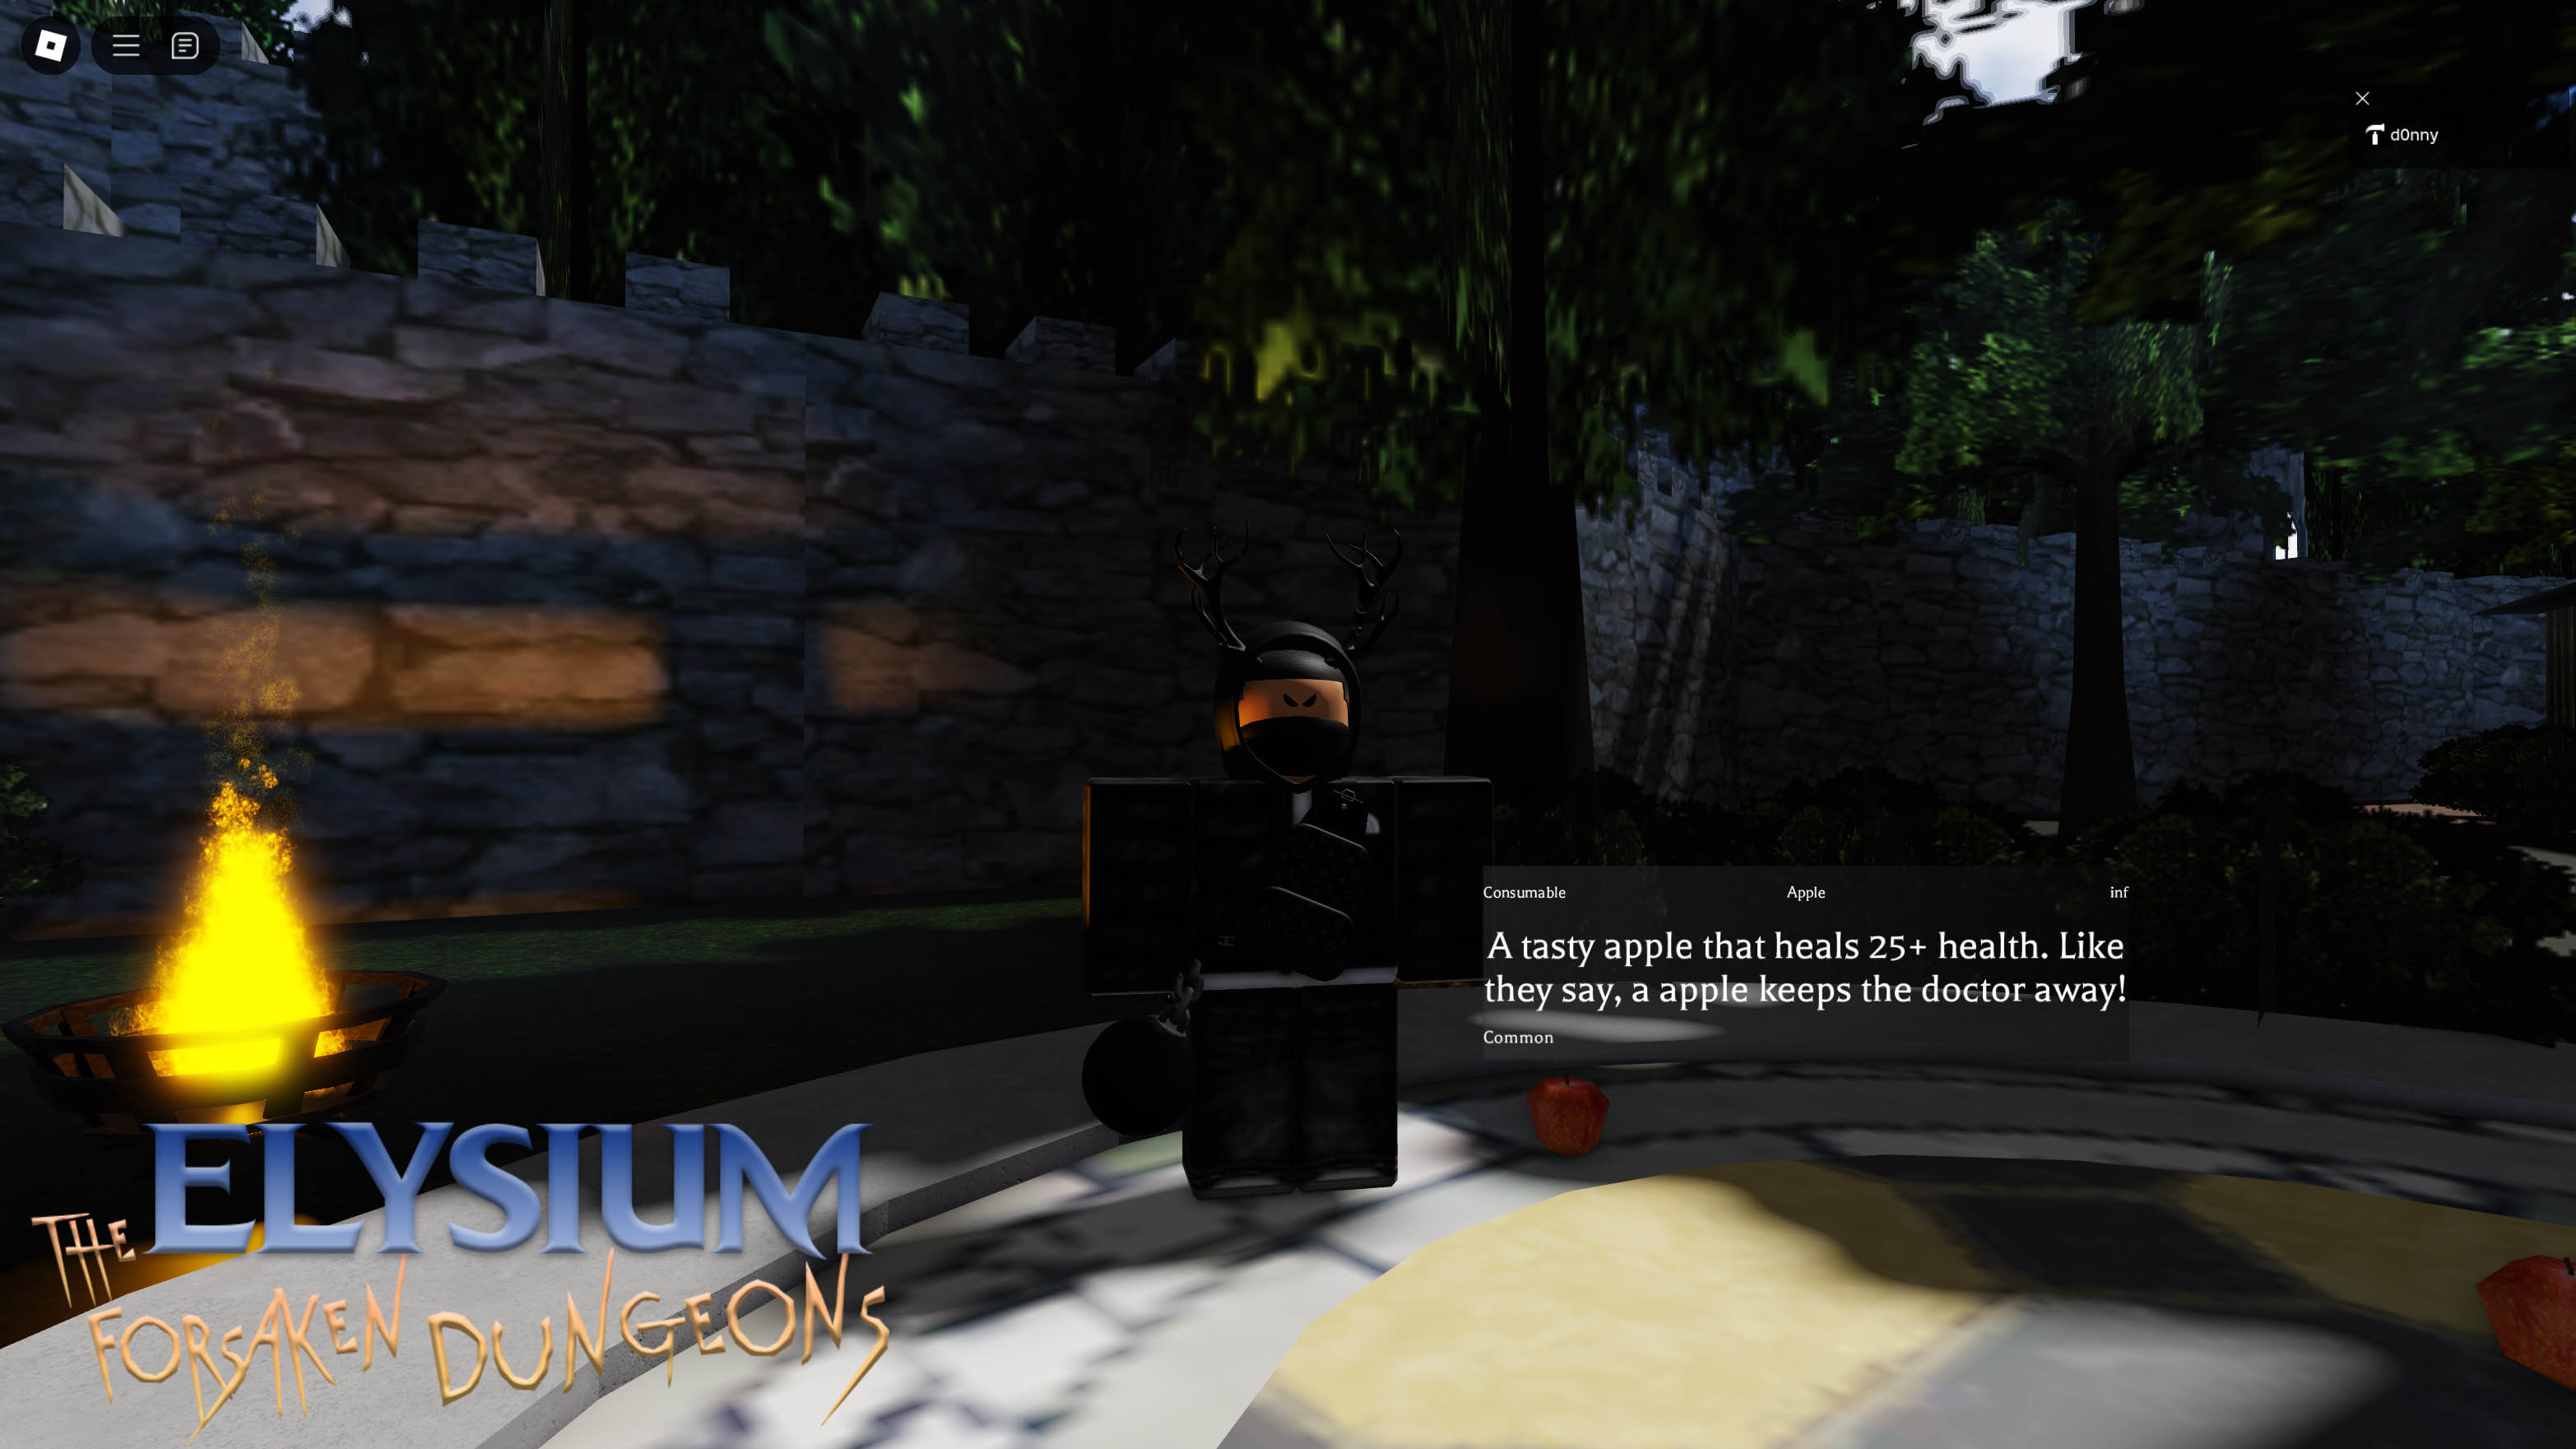 d0nny
Consumable Apple inf
A tasty apple that heals 25+ health. Like
they say, a apple keeps the doctor away!
Common
THE ELYSIUM
FORSAKEN DUNGEONS